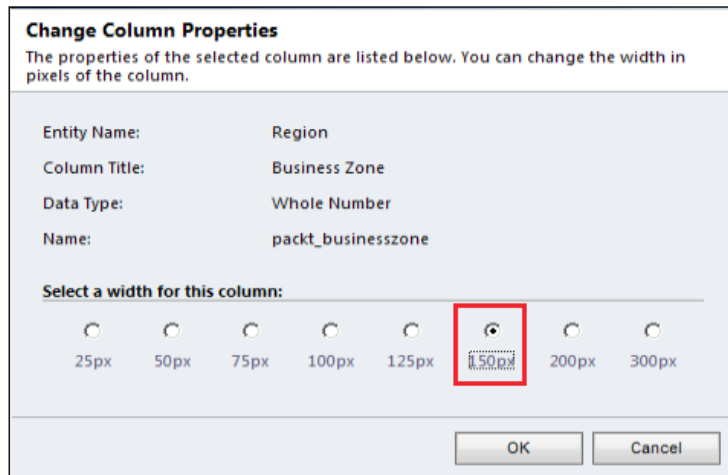 Change Column Properties
The properties of the selected column are listed below. You can change the width in
pixels of the column.
Entity Name: Region
Column Title: Business Zone
Data Type: Whole Number
Name: packt_businesszone
Select a width for this column:
25px 50px 75px 100px 125px 150px 200px 300px
OK Cancel